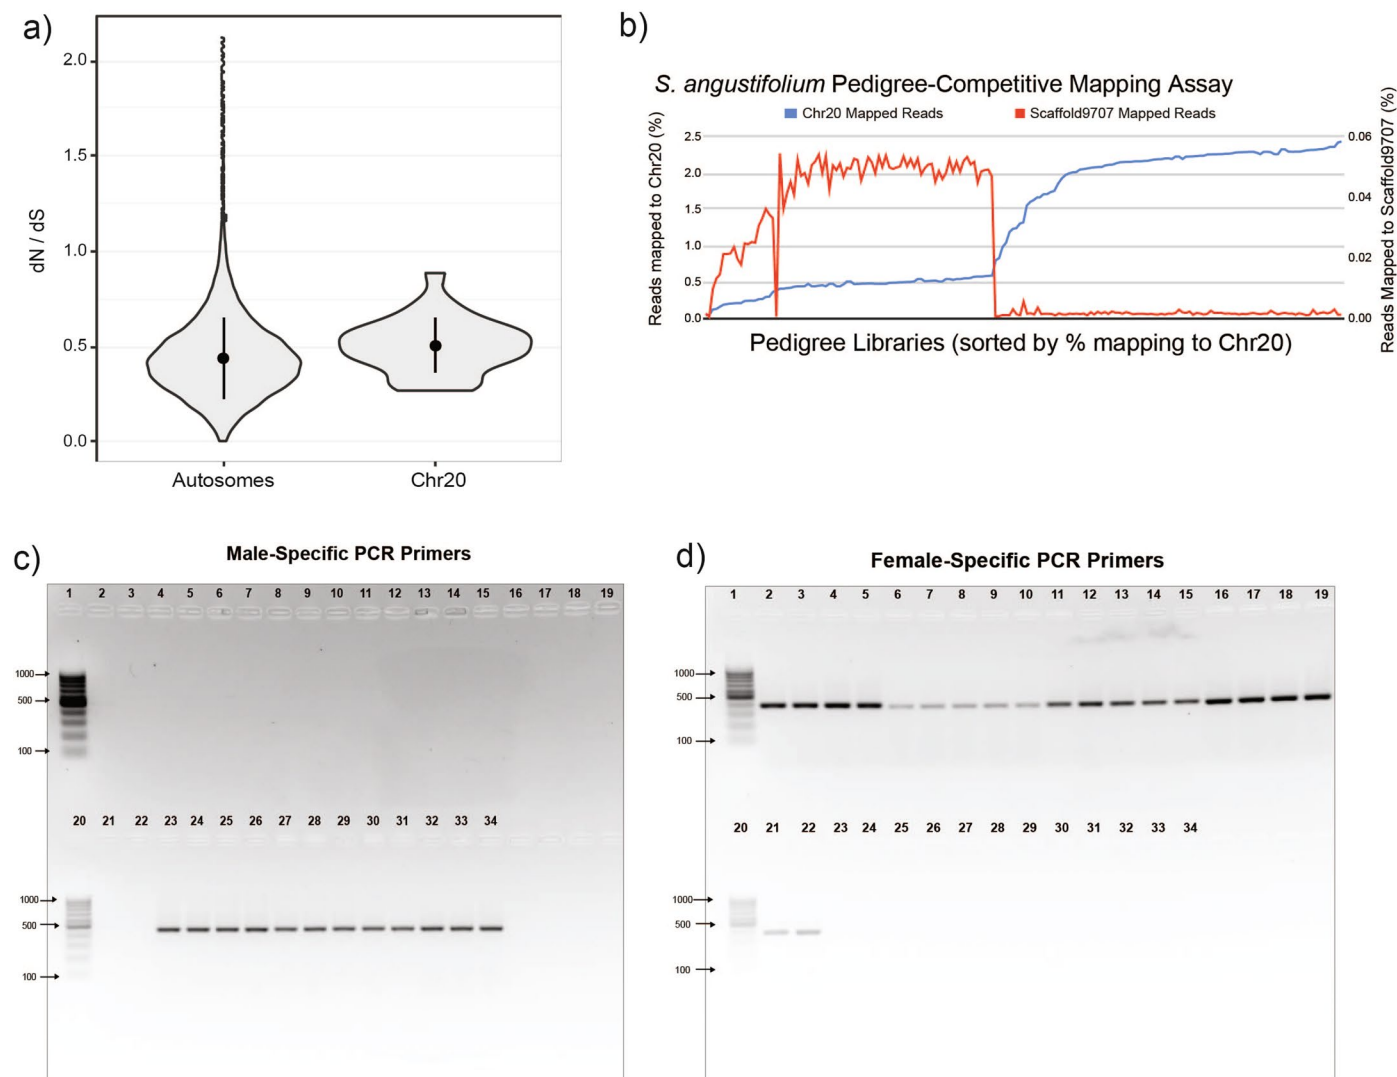 a)
dN / dS
2.0
1.5
1.0
0.5
0.0
Autosomes Chr20
b)
S. angustifolium Pedigree-Competitive Mapping Assay
Chr20 Mapped Reads Scaffold9707 Mapped Reads
Reads mapped to Chr20 (%)
2.5
2.0
1.5
1.0
0.5
0.0
Reads Mapped to Scaffold9707 (%)
0.06
0.04
0.02
0.00
Pedigree Libraries (sorted by % mapping to Chr20)
c)
Male-Specific PCR Primers
1 2 3 4 5 6 7 8 9 10 11 12 13 14 15 16 17 18 19
1000
500
100
20 21 22 23 24 25 26 27 28 29 30 31 32 33 34
1000
500
100
d)
Female-Specific PCR Primers
1 2 3 4 5 6 7 8 9 10 11 12 13 14 15 16 17 18 19
1000
500
100
20 21 22 23 24 25 26 27 28 29 30 31 32 33 34
1000
500
100